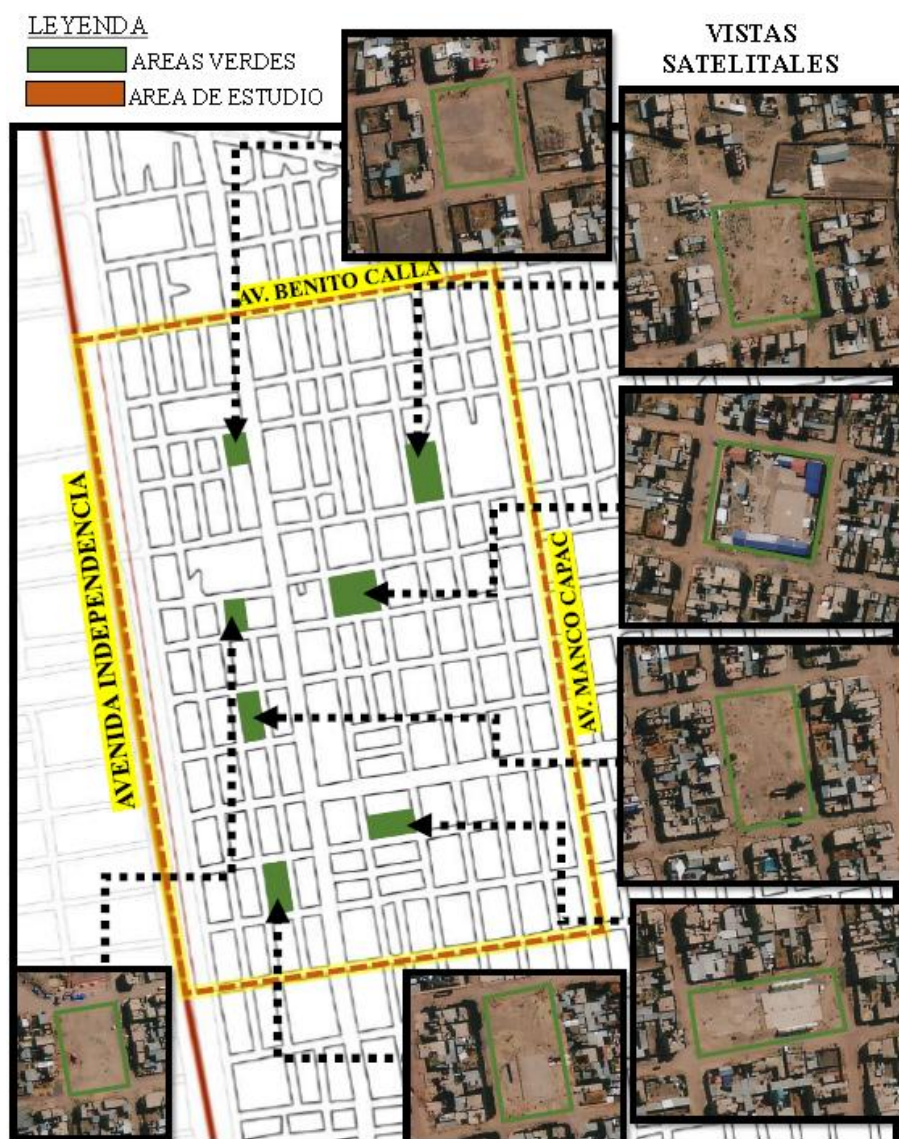 LEYENDA
AREAS VERDES
AREA DE ESTUDIO
VISTAS
SATELITALES
AV. BENITO CALLA
AVENIDA INDEPENDENCIA
AV. MANCO CAPAC